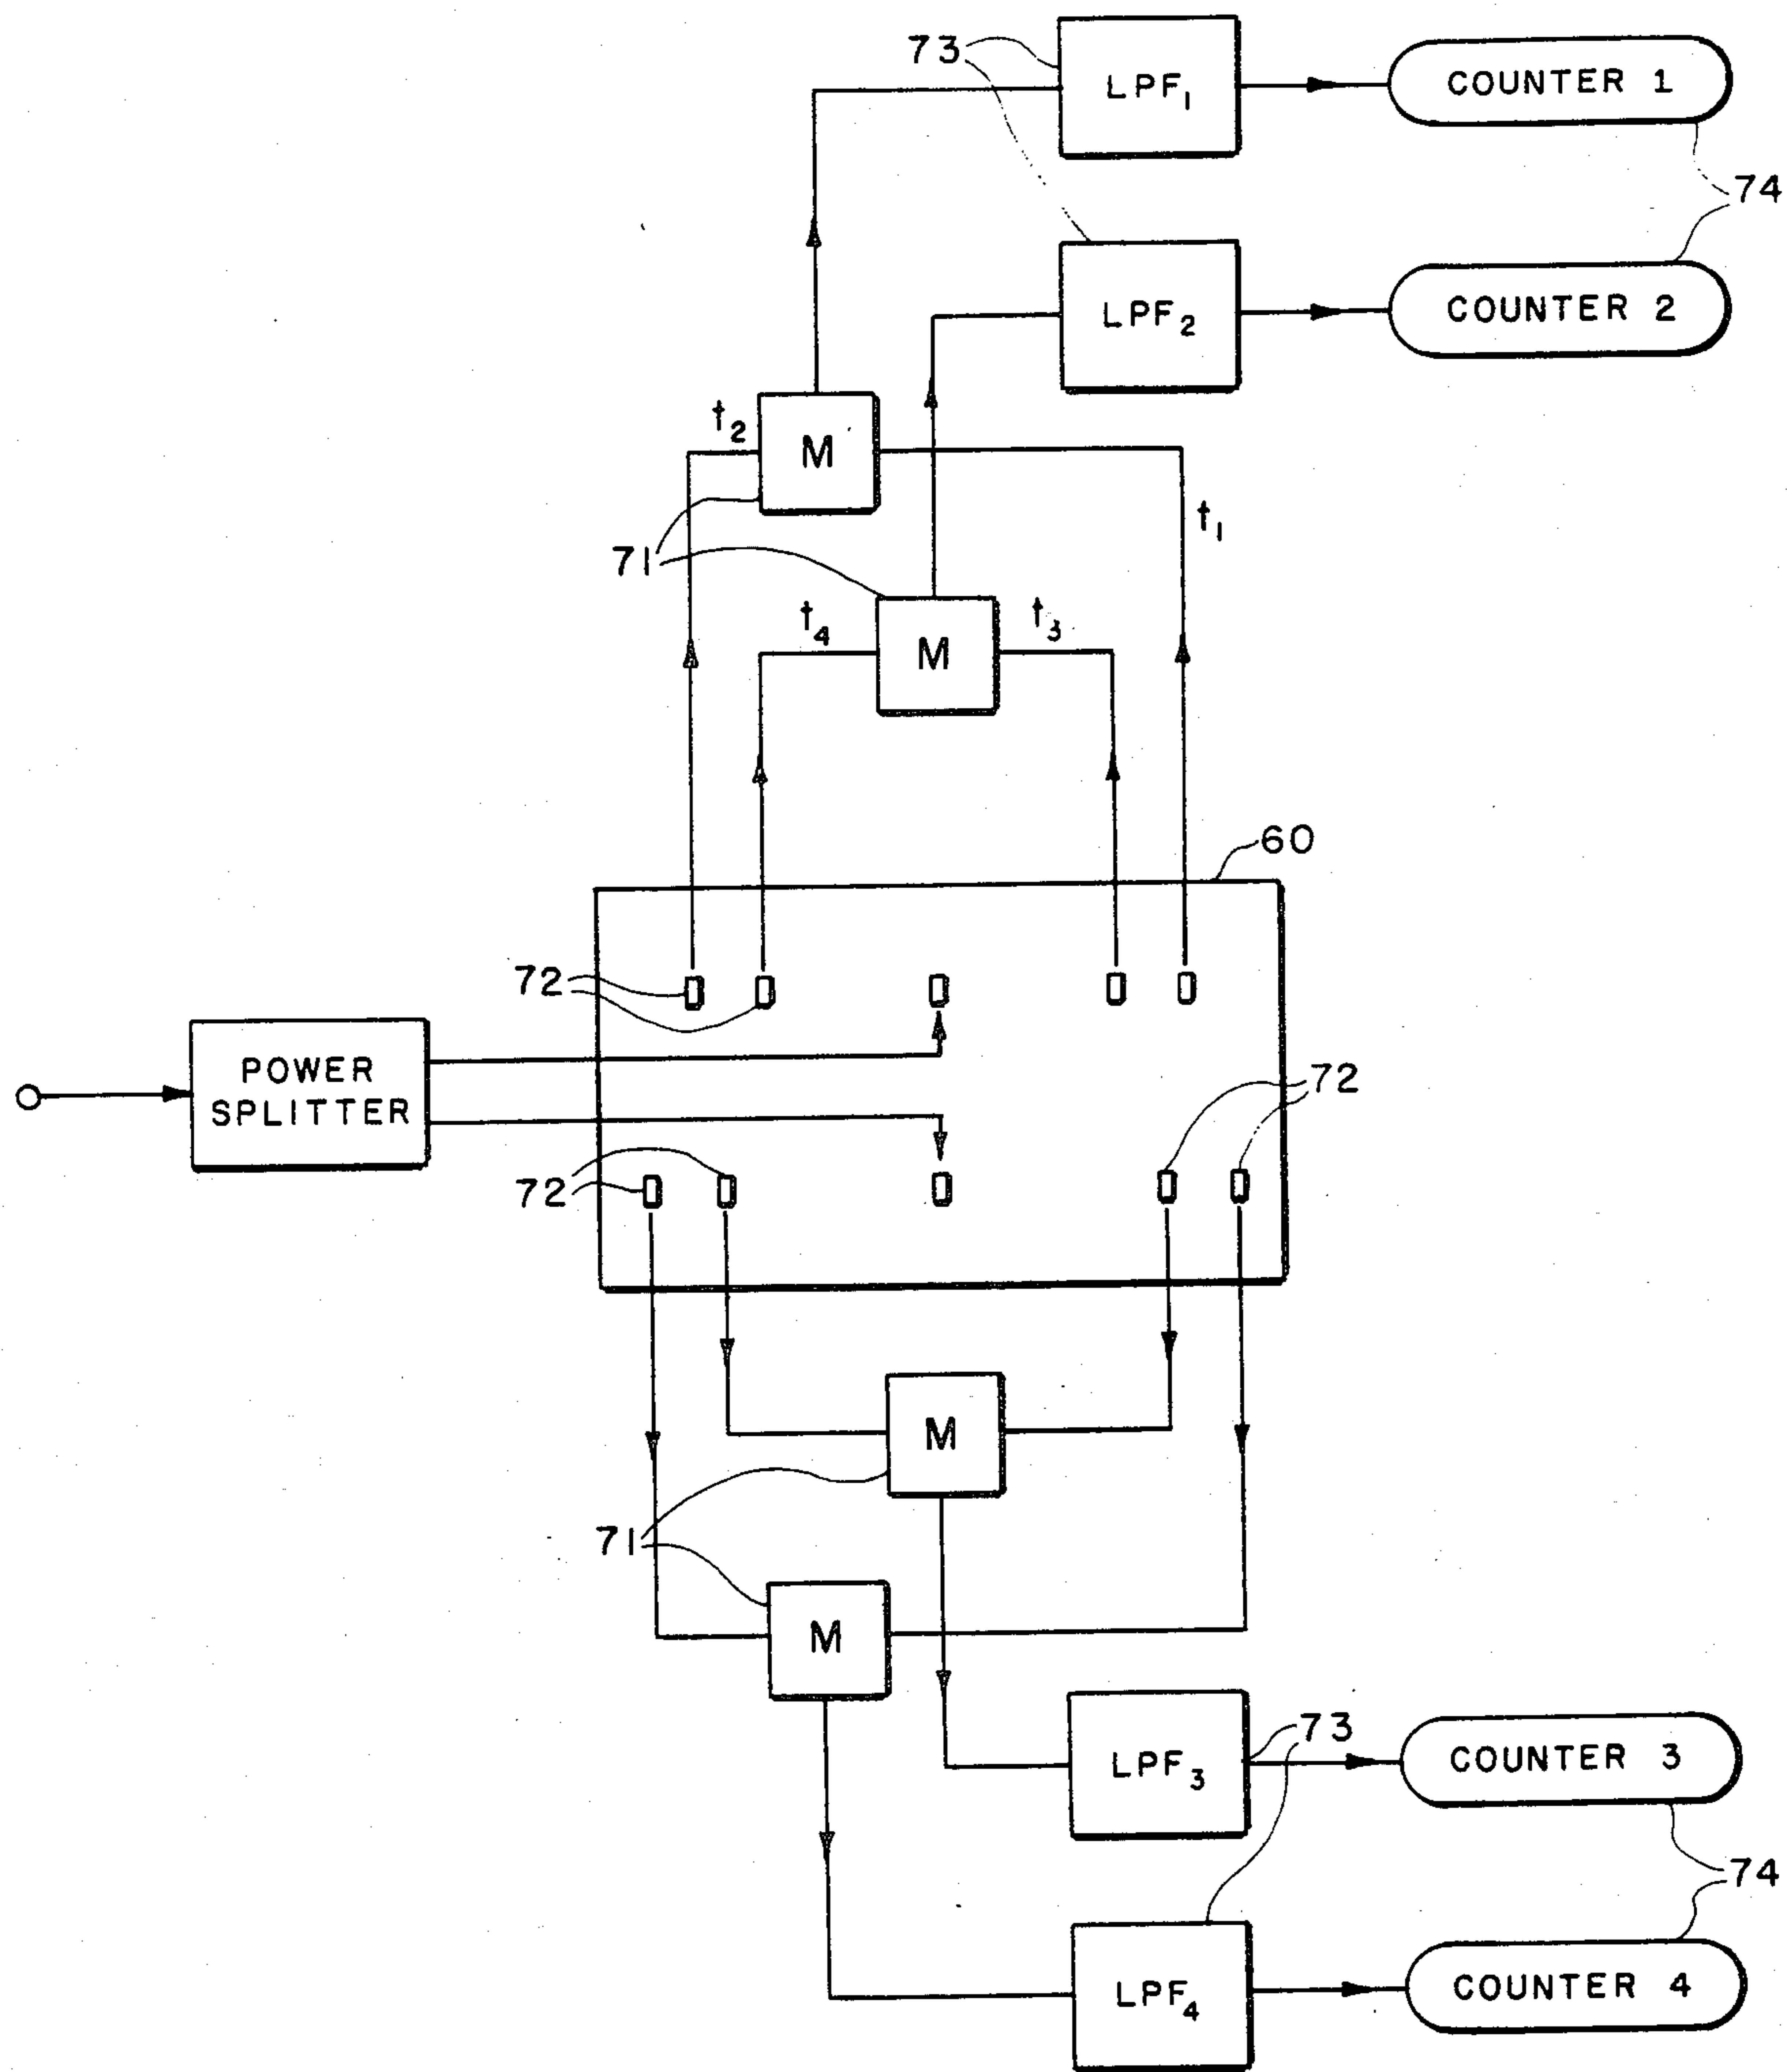 73
LPF₁
COUNTER 1
74
LPF₂
COUNTER 2
t₂
M
t₁
71
t₄
M
t₃
60
72
POWER
SPLITTER
72
72
M
71
M
73
LPF₃
COUNTER 3
74
LPF₄
COUNTER 4